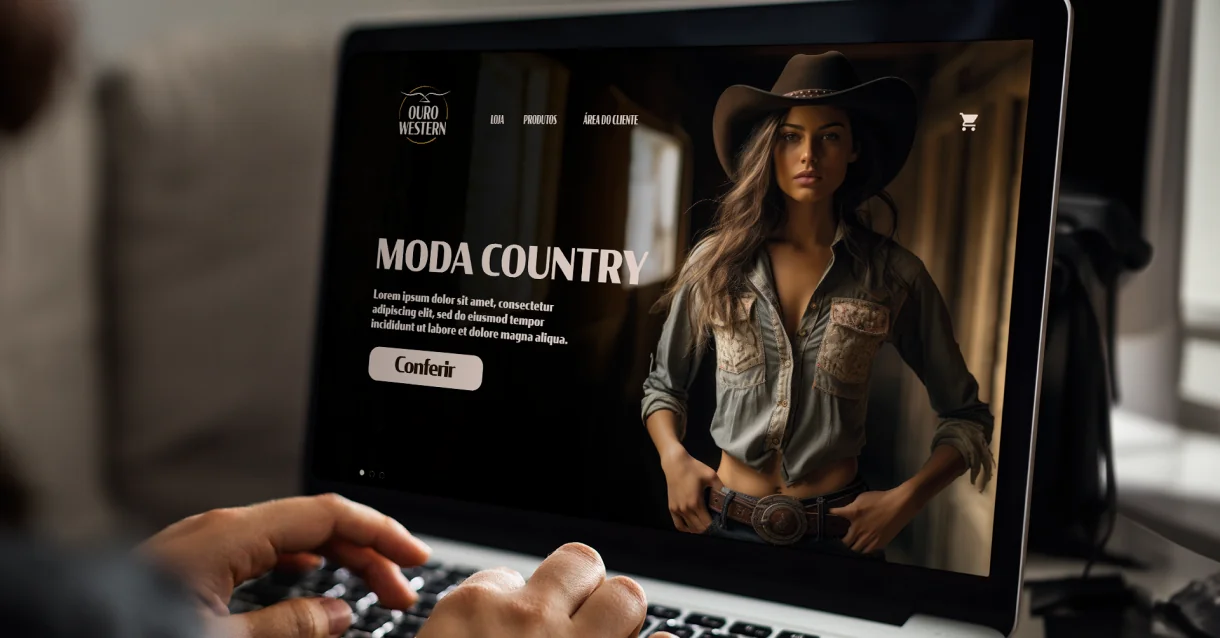 OURO
WESTERN
LOJA PRODUTOS ÁREA DO CLIENTE
MODA COUNTRY
Lorem ipsum dolor sit amet, consectetur
adipiscing elit, sed do eiusmod tempor
incididunt ut labore et dolore magna aliqua.
Conferir